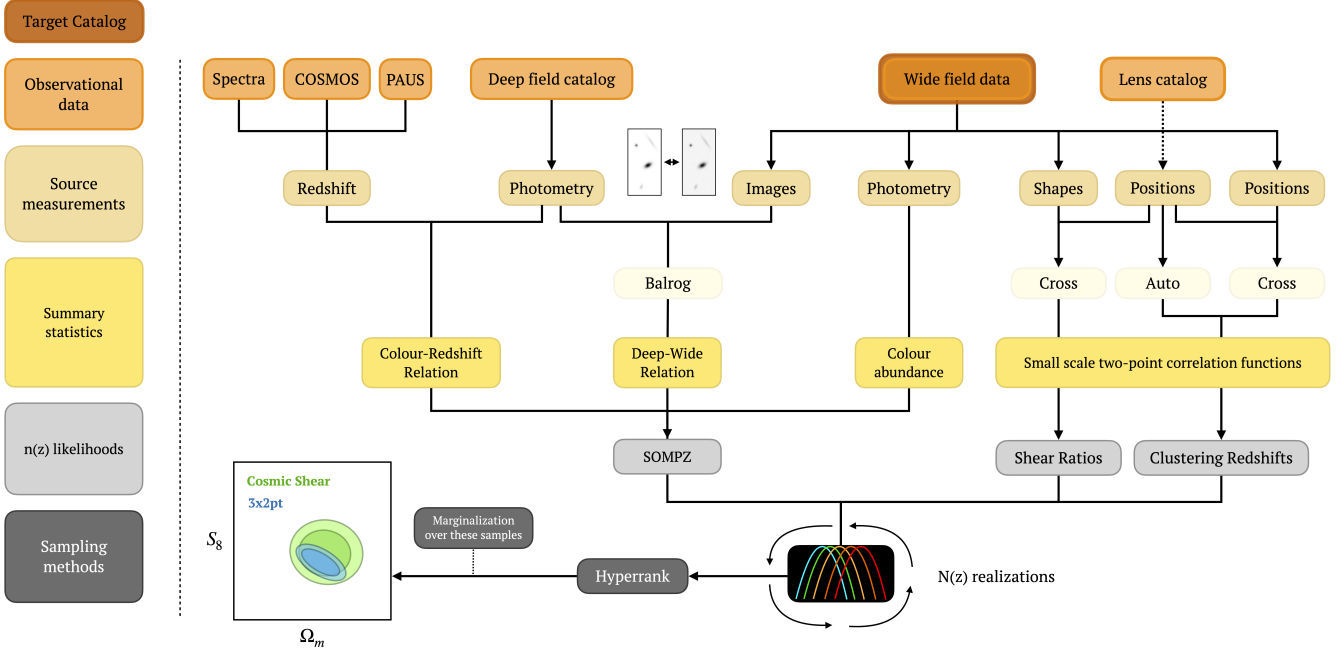 Target Catalog
Observational
data
Source
measurements
Summary
statistics
n(z) likelihoods
Sampling
methods
Spectra
COSMOS
PAUS
Deep field catalog
Wide field data
Lens catalog
Redshift
Photometry
Images
Photometry
Shapes
Positions
Positions
Balrog
Cross
Auto
Cross
Colour-Redshift
Relation
Deep-Wide
Relation
Colour
abundance
Small scale two-point correlation functions
SOMPZ
Shear Ratios
Clustering Redshifts
Cosmic Shear
3x2pt
S8
Ωm
Marginalization
over these samples
Hyperrank
N(z) realizations